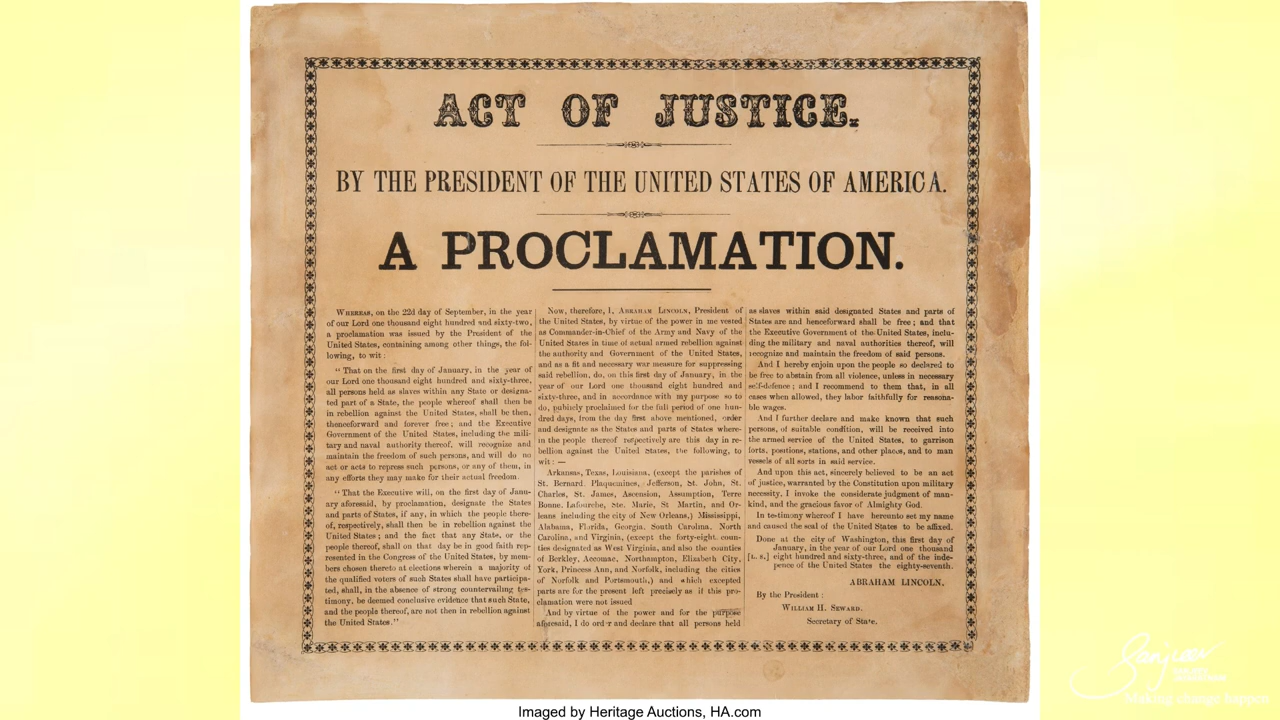 ACT OF JUSTICE.
BY THE PRESIDENT OF THE UNITED STATES OF AMERICA.
A PROCLAMATION.
WHEREAS, on the 22d day of September, in the year
of our Lord one thousand eight hundred and sixty-two,
a proclamation was issued by the President of the
United States, containing among other things, the fol-
lowing, to wit :
“ That on the first day of January, in the year of
our Lord one thousand eight hundred and sixty-three,
all persons held as slaves within any State or designa-
ted part of a State, the people whereof shall then be
in rebellion against the United States, shall be then,
thenceforward and forever free ; and the Executive
Government of the United States, including the mili-
tary and naval authority thereof, will recognize and
maintain the freedom of such persons, and will do no
act or acts to repress such persons, or any of them, in
any efforts they may make for their actual freedom
“ That the Executive will, on the first day of Janu-
ary aforesaid, by proclamation, designate the States
and parts of States, if any, in which the people there-
of, respectively, shall then be in rebellion against the
United States ; and the fact that any State, or the
people thereof, shall on that day be in good faith rep-
resented in the Congress of the United States, by mem-
bers chosen thereto at elections wherein a majority of
the qualified voters of such States shall have participa-
ted, shall, in the absence of strong countervailing tes-
timony, be deemed conclusive evidence that such State,
and the people thereof, are not then in rebellion against
the United States.”
Now, therefore, I, ABRAHAM LINCOLN, President of
the United States, by virtue of the power in me vested
as Commander-in-Chief of the Army and Navy of the
United States in time of actual armed rebellion against
the authority and Government of the United States,
and as a fit and necessary war measure for suppressing
said rebellion, do, on this first day of January, in the
year of our Lord one thousand eight hundred and
sixty-three, and in accordance with my purpose so to
do, publicly proclaimed for the full period of one hun-
dred days, from the day first above mentioned, order
and designate as the States and parts of States where-
in the people thereof respectively are this day in re-
bellion against the United States, the following, to
wit : —
Arkansas, Texas, Louisiana, (except the parishes of
St. Bernard. Plaquemines, Jefferson, St. John, St.
Charles, St. James, Ascension, Assumption, Terre
Bonne. Lafourche, Ste. Marie, St Martin, and Or-
leans including the city of New Orleans,) Mississippi,
Alabama, Florida, Georgia. South Carolina. North
Carolina, and Virginia, (except the forty-eight. coun-
ties designated as West Virginia, and also the counties
of Berkley, Accomac, Northampton, Elizabeth City,
York, Princess Ann, and Norfolk, including the cities
of Norfolk and Portsmouth,) and which excepted
parts are for the present left precisely as if this pro-
clamation were not issued
And by virtue of the power and for the purpose
aforesaid, I do order and declare that all persons held
as slaves within said designated States and parts of
States are and henceforward shall be free ; and that
the Executive Government of the United States, inclu-
ding the military and naval authorities thereof, will
recognize and maintain the freedom of said persons.
And I hereby enjoin upon the people so declared to
be free to abstain from all violence, unless in necessary
self-defence ; and I recommend to them that, in all
cases when allowed, they labor faithfully for reasona-
ble wages.
And I further declare and make known that such
persons, of suitable condition, will be received into
the armed service of the United States, to garrison
forts, positions, stations, and other places, and to man
vessels of all sorts in said service.
And upon this act, sincerely believed to be an act
of justice, warranted by the Constitution upon military
necessity, I invoke the considerate judgment of man-
kind, and the gracious favor of Almighty God.
In testimony whereof I have hereunto set my name
and caused the seal of the United States to be affixed.
Done at the city of Washington, this first day of
January, in the year of our Lord one thousand
[L. S.] eight hundred and sixty-three, and of the inde-
pence of the United States the eighty-seventh.
ABRAHAM LINCOLN.
By the President :
WILLIAM H. SEWARD.
Secretary of State.
Imaged by Heritage Auctions, HA.com
Sanjeev
Making change happen